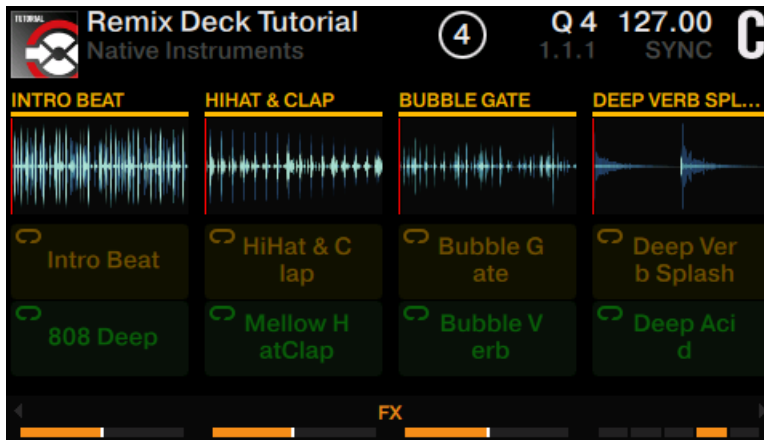 TUTORIAL
Remix Deck Tutorial
Native Instruments
4
Q 4 127.00
1.1.1 SYNC
C
INTRO BEAT HIHAT & CLAP BUBBLE GATE DEEP VERB SPL...
Intro Beat
HiHat & C
lap
Bubble G
ate
Deep Ver
b Splash
808 Deep
Mellow H
atClap
Bubble V
erb
Deep Aci
d
FX